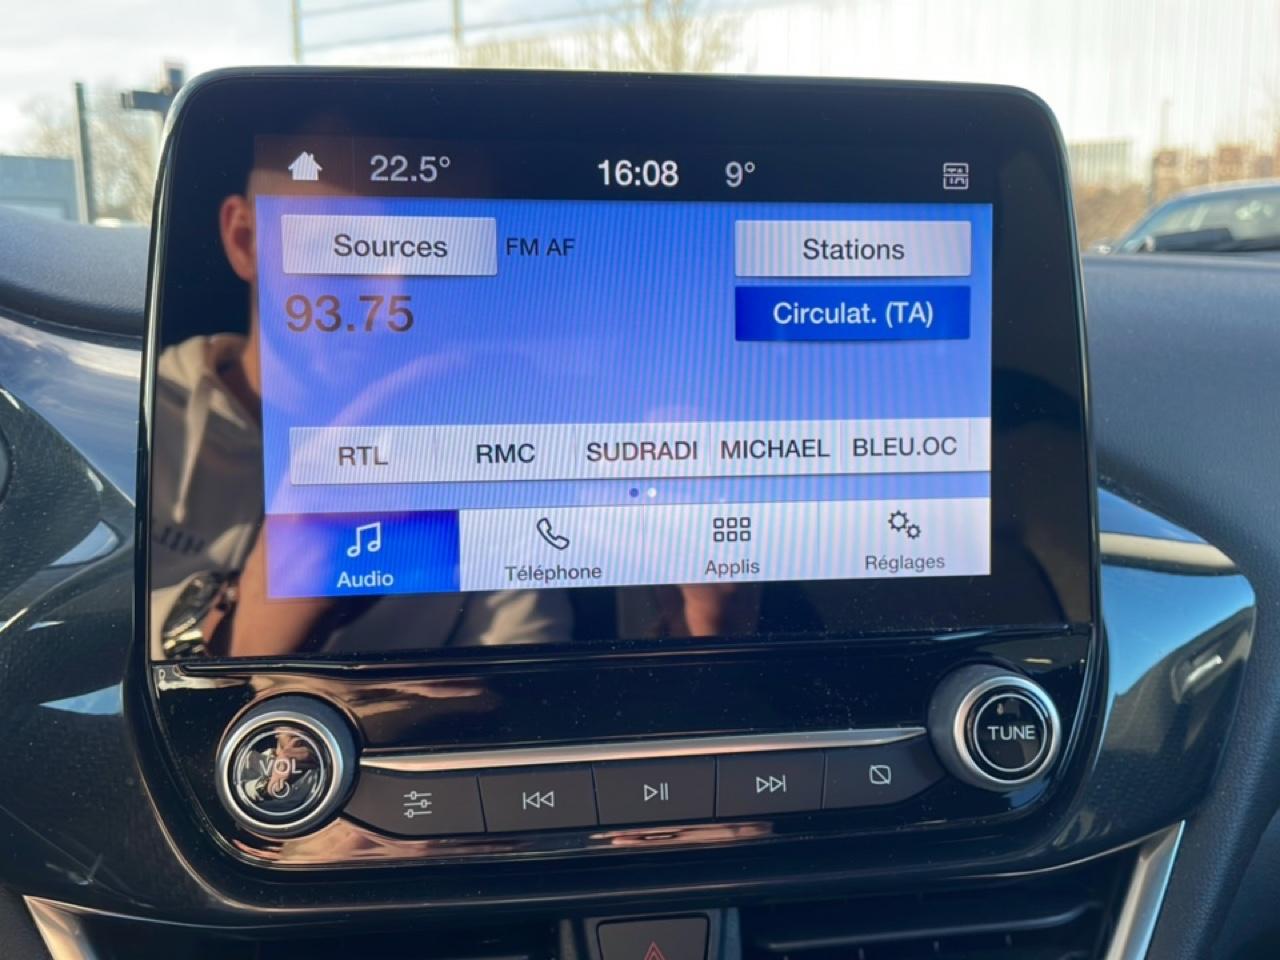 22.5° 16:08 9°
Sources FM AF Stations
93.75 Circulat. (TA)
RTL RMC SUDRADI MICHAEL BLEU.OC
Audio Téléphone Applis Réglages
VOL TUNE